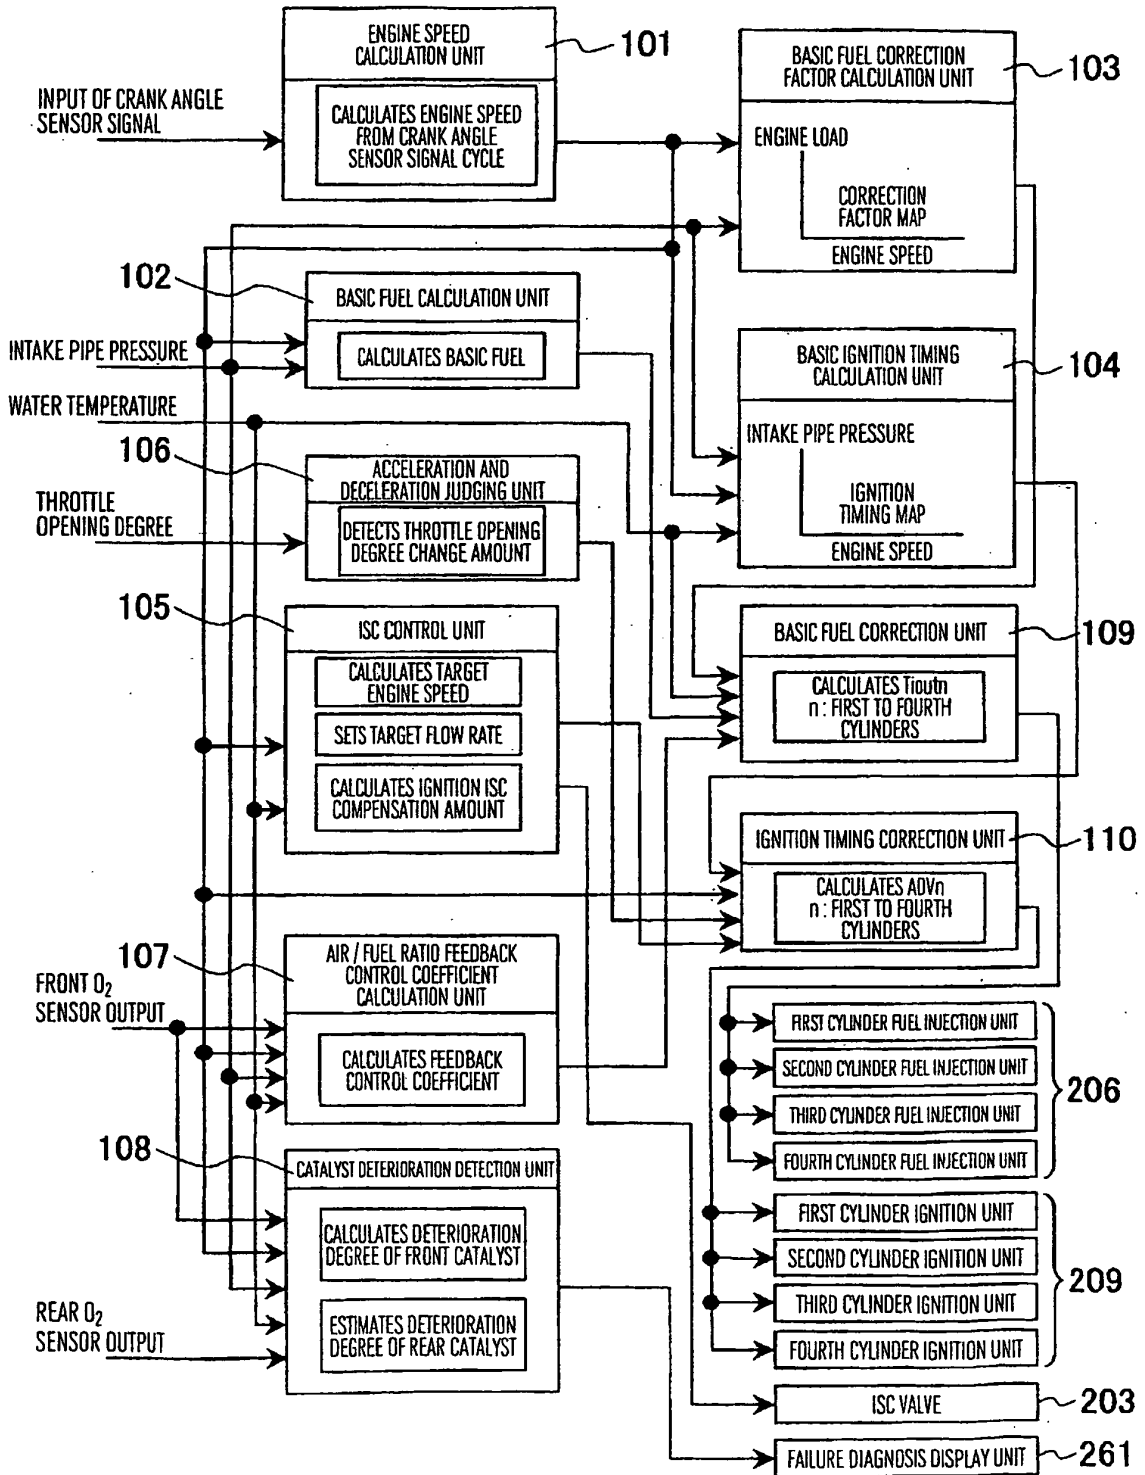 ENGINE SPEED
CALCULATION UNIT
101
CALCULATES ENGINE SPEED
FROM CRANK ANGLE
SENSOR SIGNAL CYCLE
INPUT OF CRANK ANGLE
SENSOR SIGNAL
BASIC FUEL CORRECTION
FACTOR CALCULATION UNIT
103
ENGINE LOAD
CORRECTION
FACTOR MAP
ENGINE SPEED
102
BASIC FUEL CALCULATION UNIT
CALCULATES BASIC FUEL
INTAKE PIPE PRESSURE
WATER TEMPERATURE
BASIC IGNITION TIMING
CALCULATION UNIT
104
INTAKE PIPE PRESSURE
IGNITION
TIMING MAP
ENGINE SPEED
106
ACCELERATION AND
DECELERATION JUDGING UNIT
DETECTS THROTTLE OPENING
DEGREE CHANGE AMOUNT
THROTTLE
OPENING DEGREE
105
ISC CONTROL UNIT
CALCULATES TARGET
ENGINE SPEED
SETS TARGET FLOW RATE
CALCULATES IGNITION ISC
COMPENSATION AMOUNT
BASIC FUEL CORRECTION UNIT
109
CALCULATES Tioutn
n : FIRST TO FOURTH
CYLINDERS
IGNITION TIMING CORRECTION UNIT
110
CALCULATES ADVn
n : FIRST TO FOURTH
CYLINDERS
107
AIR / FUEL RATIO FEEDBACK
CONTROL COEFFICIENT
CALCULATION UNIT
CALCULATES FEEDBACK
CONTROL COEFFICIENT
FRONT O2
SENSOR OUTPUT
108
CATALYST DETERIORATION DETECTION UNIT
CALCULATES DETERIORATION
DEGREE OF FRONT CATALYST
ESTIMATES DETERIORATION
DEGREE OF REAR CATALYST
REAR O2
SENSOR OUTPUT
FIRST CYLINDER FUEL INJECTION UNIT
SECOND CYLINDER FUEL INJECTION UNIT
THIRD CYLINDER FUEL INJECTION UNIT
FOURTH CYLINDER FUEL INJECTION UNIT
206
FIRST CYLINDER IGNITION UNIT
SECOND CYLINDER IGNITION UNIT
THIRD CYLINDER IGNITION UNIT
FOURTH CYLINDER IGNITION UNIT
209
ISC VALVE
203
FAILURE DIAGNOSIS DISPLAY UNIT
261